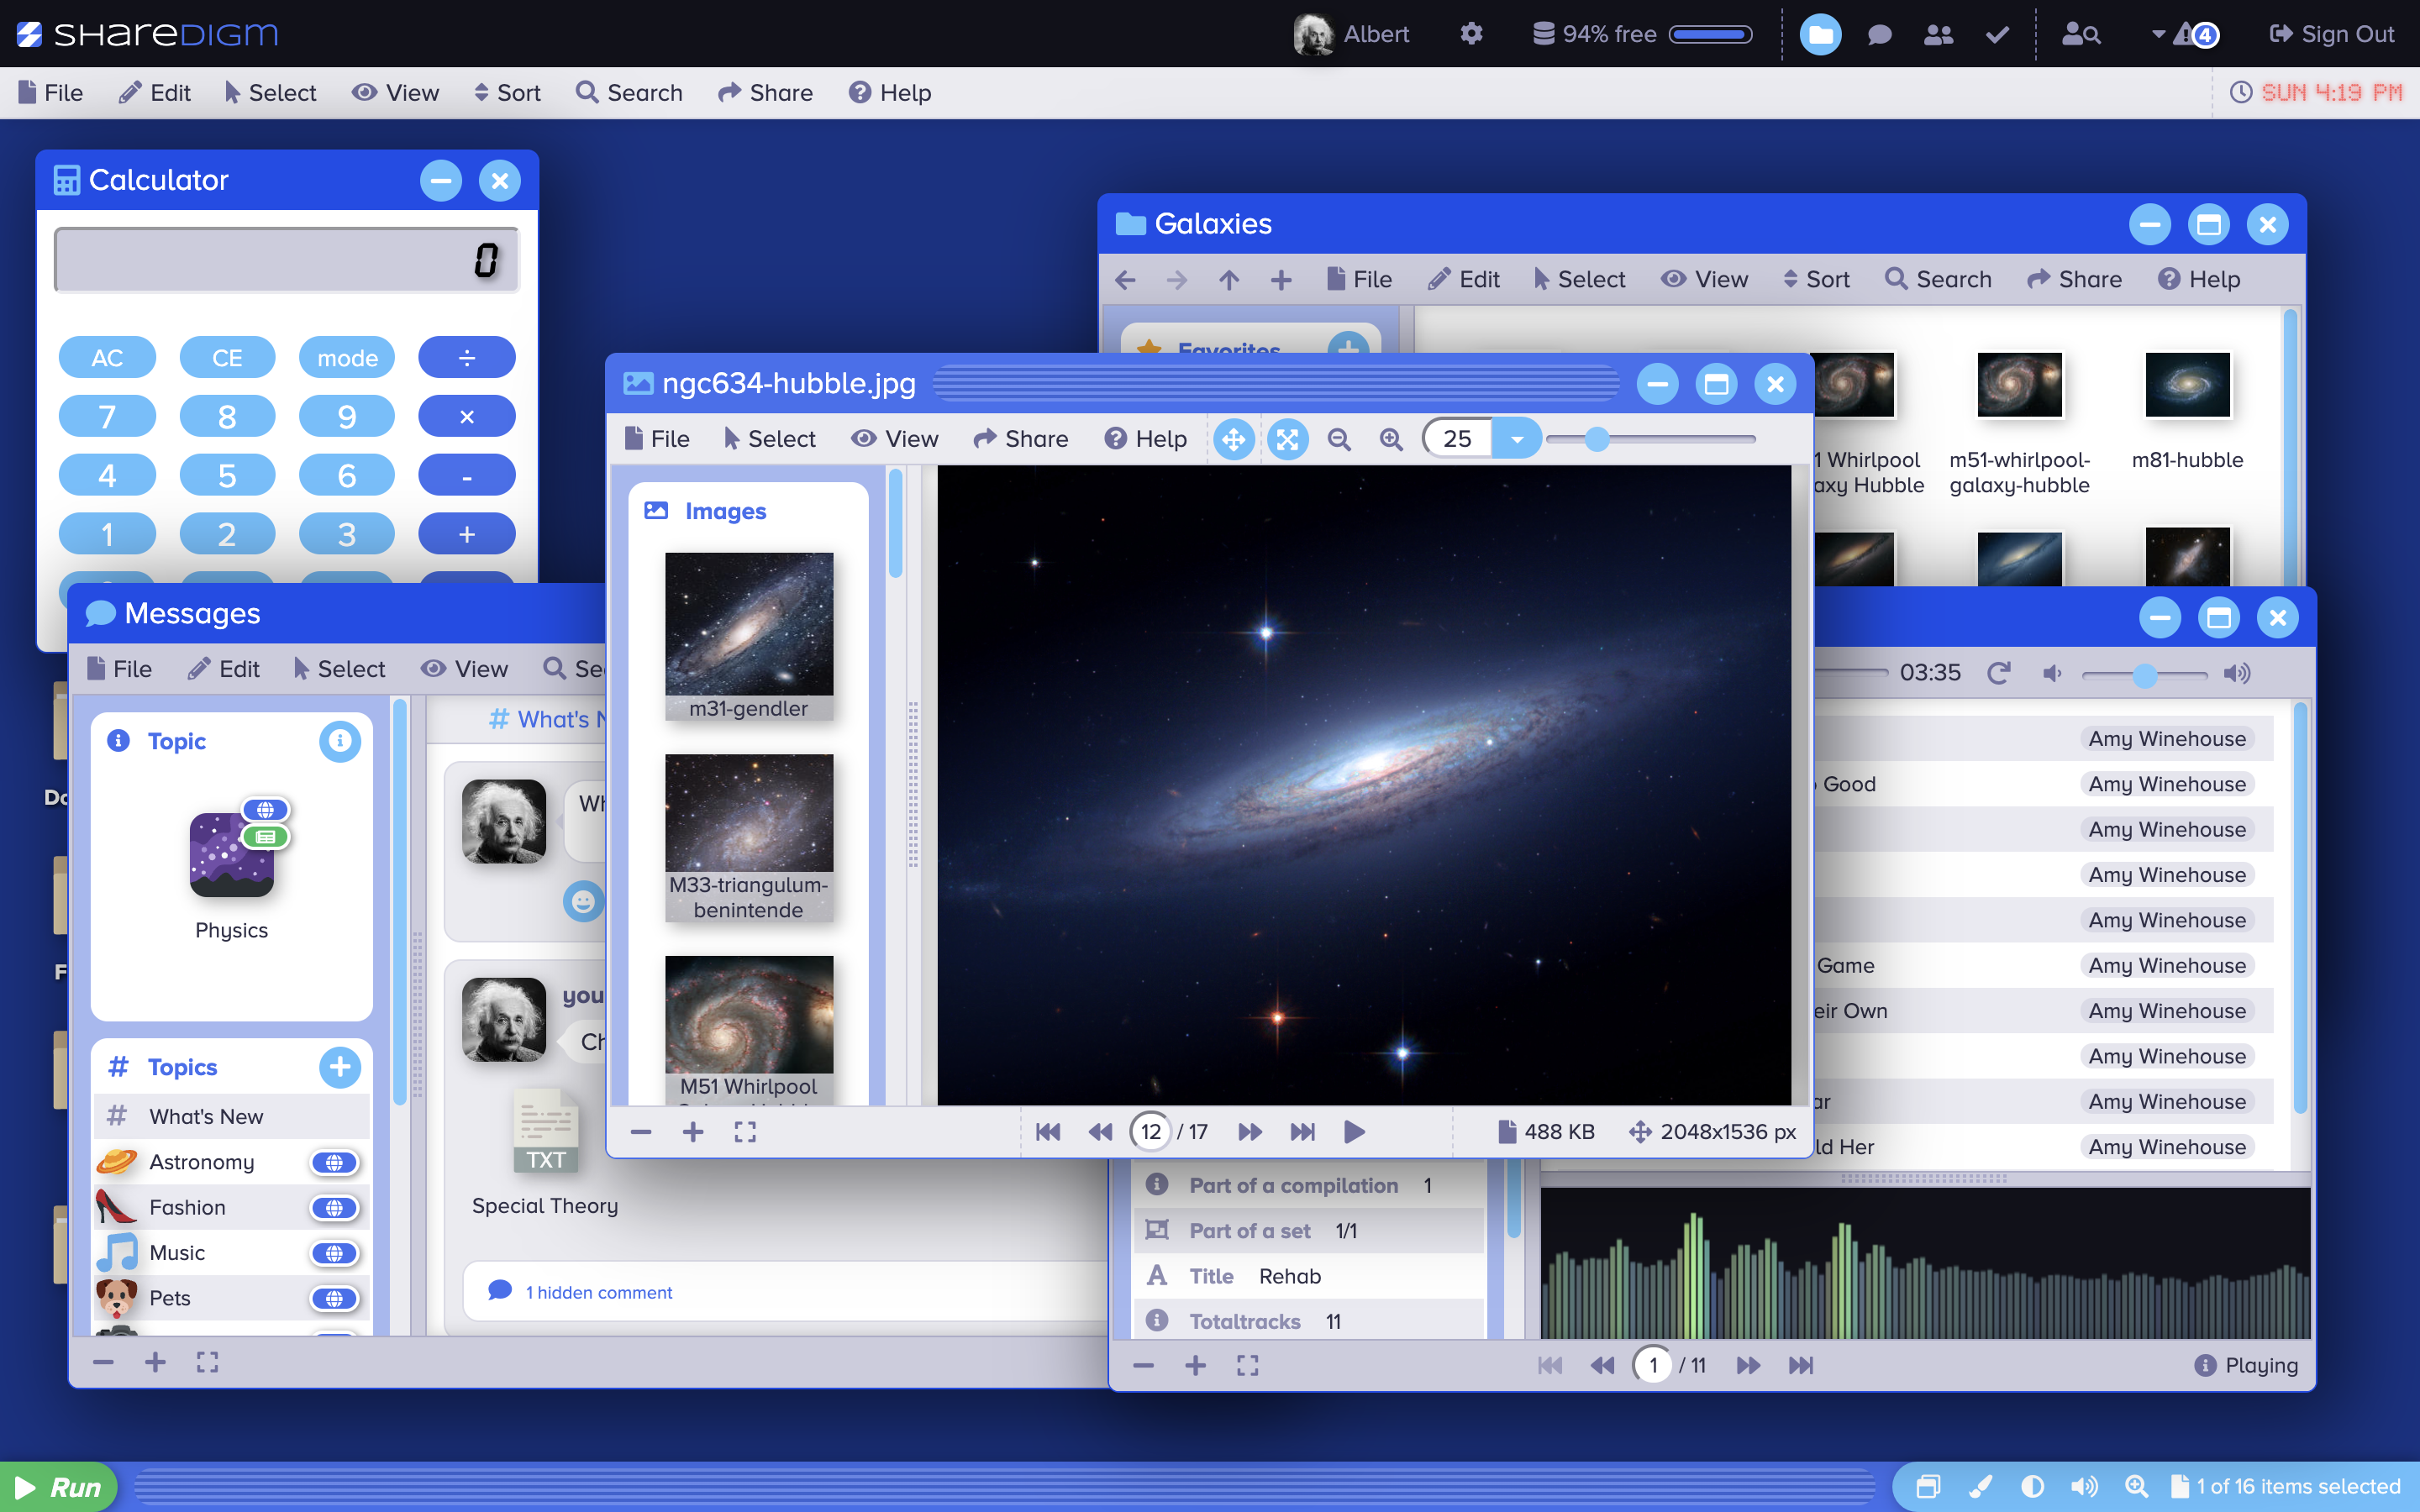 sHareDIGM
Albert
94% free
4
Sign Out
File Edit Select View Sort Search Share Help
SUN 4:19 PM
Calculator
0
AC CE mode ÷
7 8 9 ×
4 5 6 -
1 2 3 +
Galaxies
File Edit Select View Sort Search Share Help
Favorites
1 Whirlpool
axy Hubble
m51-whirlpool-
galaxy-hubble
m81-hubble
ngc634-hubble.jpg
File Select View Share Help 25
Images
m31-gendler
M33-triangulum-
benintende
M51 Whirlpool
12 / 17
488 KB 2048x1536 px
Messages
File Edit Select View Se
Topic
Physics
# Topics
# What's New
Astronomy
Fashion
Music
Pets
# What's N
Wh
you
Ch
TXT
Special Theory
1 hidden comment
Do
F
03:35
Amy Winehouse
Good Amy Winehouse
Amy Winehouse
Amy Winehouse
Amy Winehouse
Game Amy Winehouse
eir Own Amy Winehouse
Amy Winehouse
ar Amy Winehouse
ld Her Amy Winehouse
Part of a compilation 1
Part of a set 1/1
Title Rehab
Totaltracks 11
1 / 11
Playing
Run
1 of 16 items selected